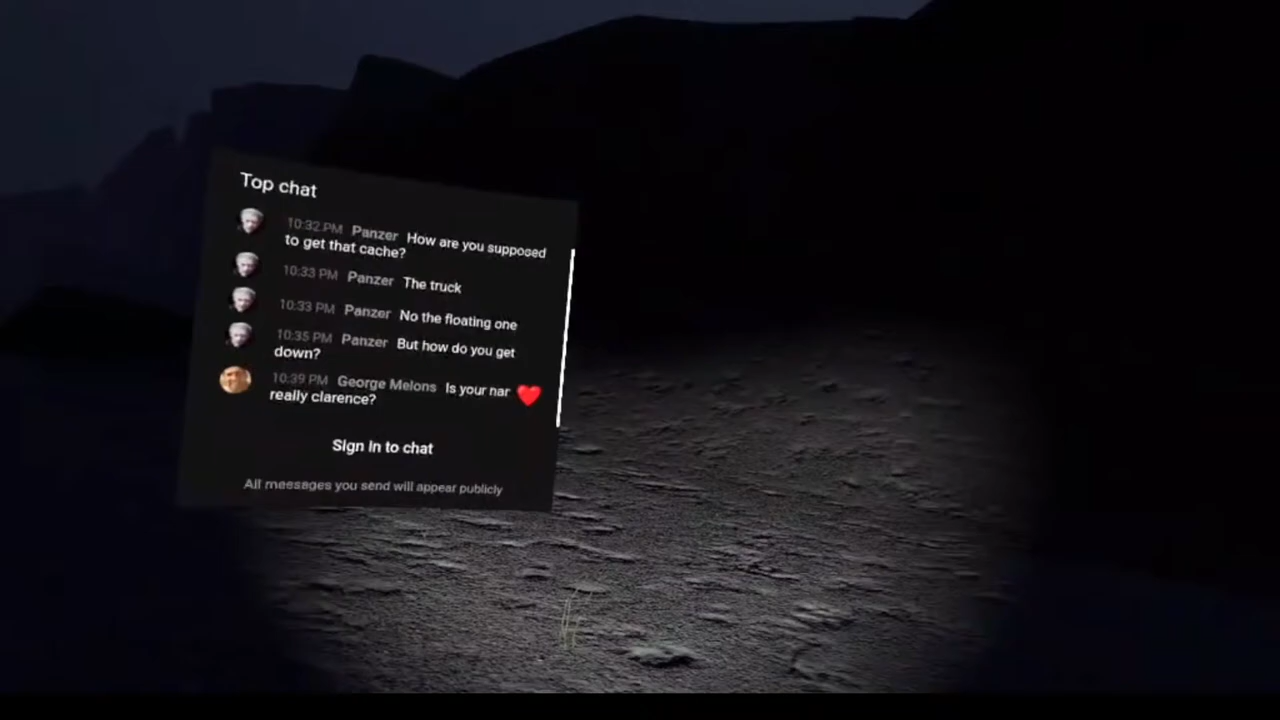 Top chat
10:32 PM Panzer How are you supposed
to get that cache?
10:33 PM Panzer The truck
10:33 PM Panzer No the floating one
10:35 PM Panzer But how do you get
down?
10:39 PM George Melons Is your nar
really clarence?
Sign in to chat
All messages you send will appear publicly